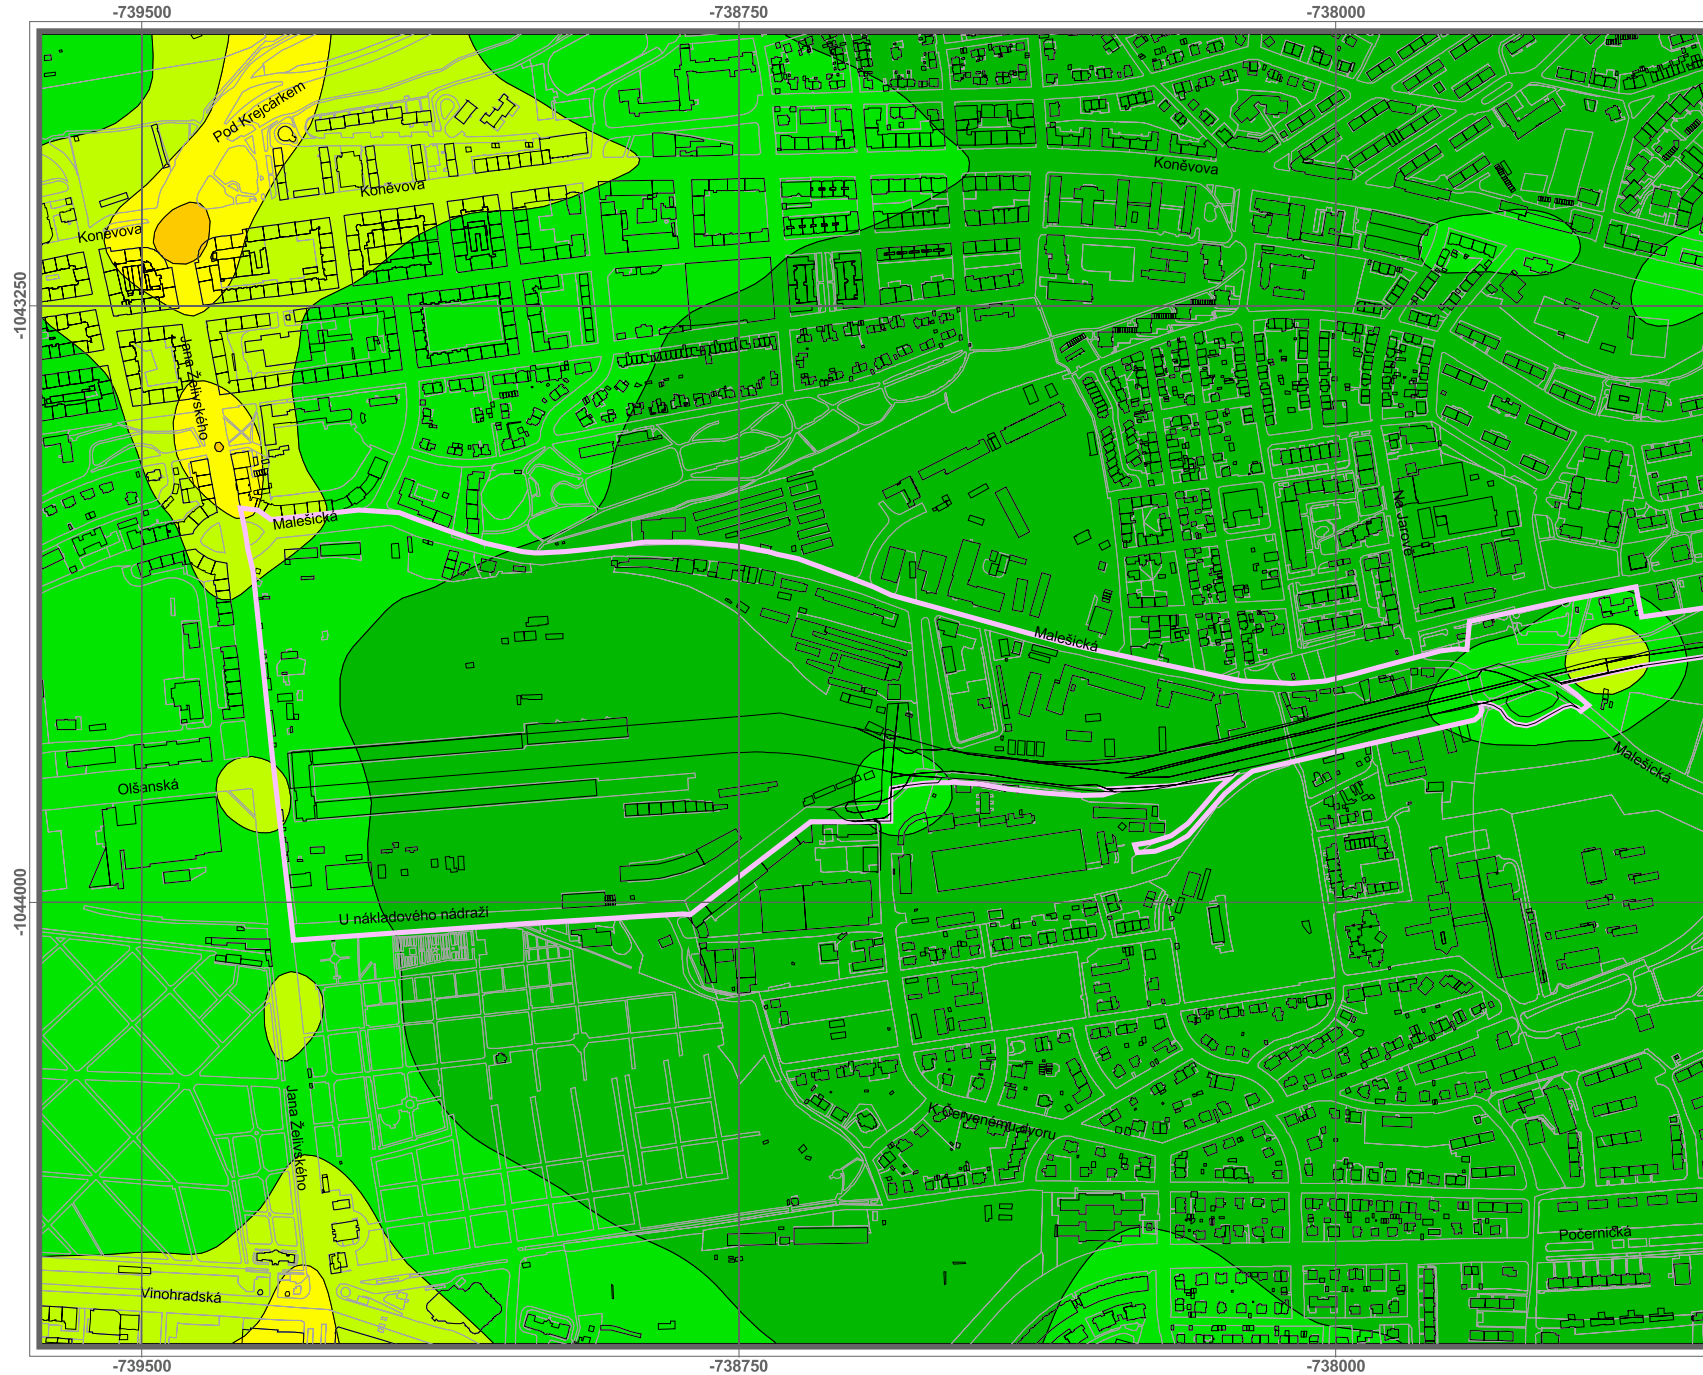 -739500 -738750 -738000
Pod Krejcárkem
Koněvova
Koněvova
Koněvova
-1043250
Jana Želivského
Malešická
Na Jarově
Malešická
Malešická
Olšanská
-1044000
U nákladového nádraží
Jana Želivského
K Červenému dvoru
Počernická
Vinohradská
-739500 -738750 -738000